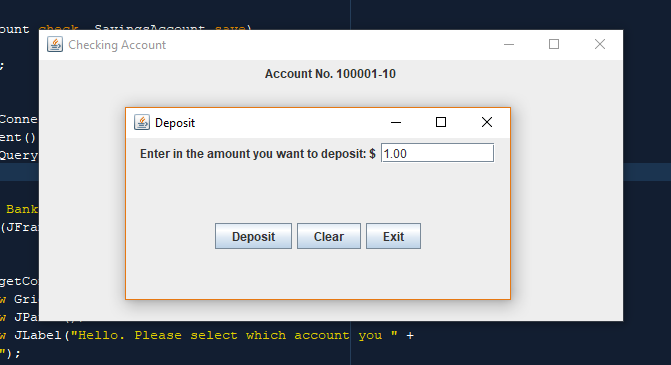 ount check, SavingsAccount save)
Checking Account
;
Account No. 100001-10
Conne
Deposit
ent()
Enter in the amount you want to deposit: $ 1.00
Query
Bank
(JFra
Deposit Clear Exit
getCo
w Gri
w JPa
w JLabel("Hello. Please select which account you " +
");